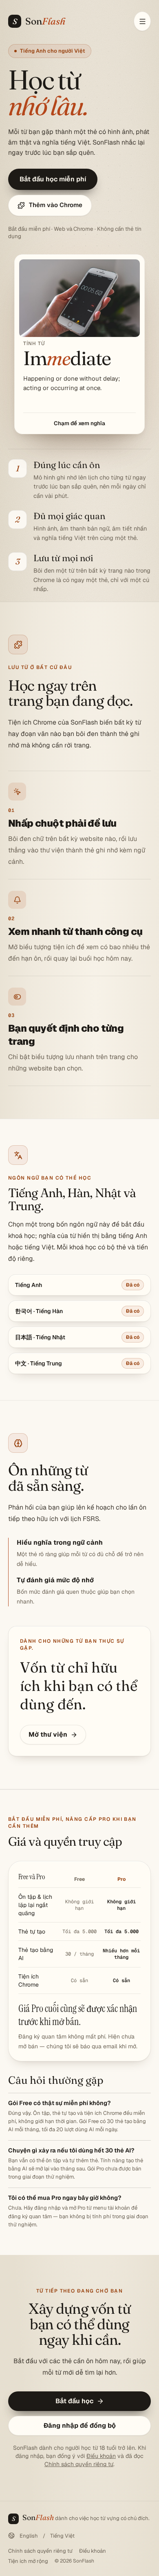 SonFlash
Tiếng Anh cho người Việt
Học từ
nhớ lâu.
Mỗi từ bạn gặp thành một thẻ có hình ảnh, phát
âm thật và nghĩa tiếng Việt. SonFlash nhắc lại
ngay trước lúc bạn sắp quên.
Bắt đầu học miễn phí
Thêm vào Chrome
Bắt đầu miễn phí · Web và Chrome · Không cần thẻ tín
dụng
TÍNH TỪ
Immediate
Happening or done without delay;
acting or occurring at once.
Chạm để xem nghĩa
1
Đúng lúc cần ôn
Mô hình ghi nhớ lên lịch cho từng từ ngay
trước lúc bạn sắp quên, nên mỗi ngày chỉ
cần vài phút.
2
Đủ mọi giác quan
Hình ảnh, âm thanh bản ngữ, âm tiết nhấn
và nghĩa tiếng Việt trên cùng một thẻ.
3
Lưu từ mọi nơi
Bôi đen một từ trên bất kỳ trang nào trong
Chrome là có ngay một thẻ, chỉ với một cú
nhấp.
LƯU TỪ Ở BẤT CỨ ĐÂU
Học ngay trên
trang bạn đang đọc.
Tiện ích Chrome của SonFlash biến bất kỳ từ
hay đoạn văn nào bạn bôi đen thành thẻ ghi
nhớ mà không cần rời trang.
01
Nhấp chuột phải để lưu
Bôi đen chữ trên bất kỳ website nào, rồi lưu
thẳng vào thư viện thành thẻ ghi nhớ kèm ngữ
cảnh.
02
Xem nhanh từ thanh công cụ
Mở biểu tượng tiện ích để xem có bao nhiêu thẻ
đến hạn ôn, rồi quay lại buổi học hôm nay.
03
Bạn quyết định cho từng
trang
Chỉ bật biểu tượng lưu nhanh trên trang cho
những website bạn chọn.
NGÔN NGỮ BẠN CÓ THỂ HỌC
Tiếng Anh, Hàn, Nhật và
Trung.
Chọn một trong bốn ngôn ngữ này để bắt đầu
khoá học; nghĩa của từ hiển thị bằng tiếng Anh
hoặc tiếng Việt. Mỗi khoá học có bộ thẻ và tiến
độ riêng.
Tiếng Anh
Đã có
한국어 · Tiếng Hàn
Đã có
日本語 · Tiếng Nhật
Đã có
中文 · Tiếng Trung
Đã có
Ôn những từ
đã sẵn sàng.
Phản hồi của bạn giúp lên kế hoạch cho lần ôn
tiếp theo hữu ích với lịch FSRS.
Hiểu nghĩa trong ngữ cảnh
Một thẻ rõ ràng giúp mỗi từ có đủ chỗ để trở nên
dễ hiểu.
Tự đánh giá mức độ nhớ
Bốn mức đánh giá quen thuộc giúp bạn chọn
nhanh.
DÀNH CHO NHỮNG TỪ BẠN THỰC SỰ
GẶP.
Vốn từ chỉ hữu
ích khi bạn có thể
dùng đến.
Mở thư viện →
BẮT ĐẦU MIỄN PHÍ, NÂNG CẤP PRO KHI BẠN
CẦN THÊM
Giá và quyền truy cập
Free và Pro
Free
Pro
Ôn tập & lịch
lặp lại ngắt
quãng
Không giới
hạn
Không giới
hạn
Thẻ tự tạo
Tối đa 5.000
Tối đa 5.000
Thẻ tạo bằng
AI
30 / tháng
Nhiều hơn mỗi
tháng
Tiện ích
Chrome
Có sẵn
Có sẵn
Giá Pro cuối cùng sẽ được xác nhận
trước khi mở bán.
Đăng ký quan tâm không mất phí. Hiện chưa
mở bán — chúng tôi sẽ báo qua email khi mở.
Câu hỏi thường gặp
Gói Free có thật sự miễn phí không?
Đúng vậy. Ôn tập, thẻ tự tạo và tiện ích Chrome đều miễn
phí, không giới hạn thời gian. Gói Free có 30 thẻ tạo bằng
AI mỗi tháng, tối đa 20 lượt dùng AI mỗi ngày.
Chuyện gì xảy ra nếu tôi dùng hết 30 thẻ AI?
Bạn vẫn có thể ôn tập và tự thêm thẻ. Tính năng tạo thẻ
bằng AI sẽ mở lại vào tháng sau. Gói Pro chưa được bán
trong giai đoạn thử nghiệm.
Tôi có thể mua Pro ngay bây giờ không?
Chưa. Hãy đăng nhập và mở Pro từ menu tài khoản để
đăng ký quan tâm — bạn không bị tính phí trong giai đoạn
thử nghiệm.
TỪ TIẾP THEO ĐANG CHỜ BẠN
Xây dựng vốn từ
bạn có thể dùng
ngay khi cần.
Bắt đầu với các thẻ cần ôn hôm nay, rồi giúp
mỗi từ mới dễ tìm lại hơn.
Bắt đầu học →
Đăng nhập để đồng bộ
SonFlash dành cho người học từ 18 tuổi trở lên. Khi
đăng nhập, bạn đồng ý với Điều khoản và đã đọc
Chính sách quyền riêng tư.
SonFlash dành cho việc học từ vựng có chủ đích.
English / Tiếng Việt
Chính sách quyền riêng tư Điều khoản
Tiện ích mở rộng © 2026 SonFlash